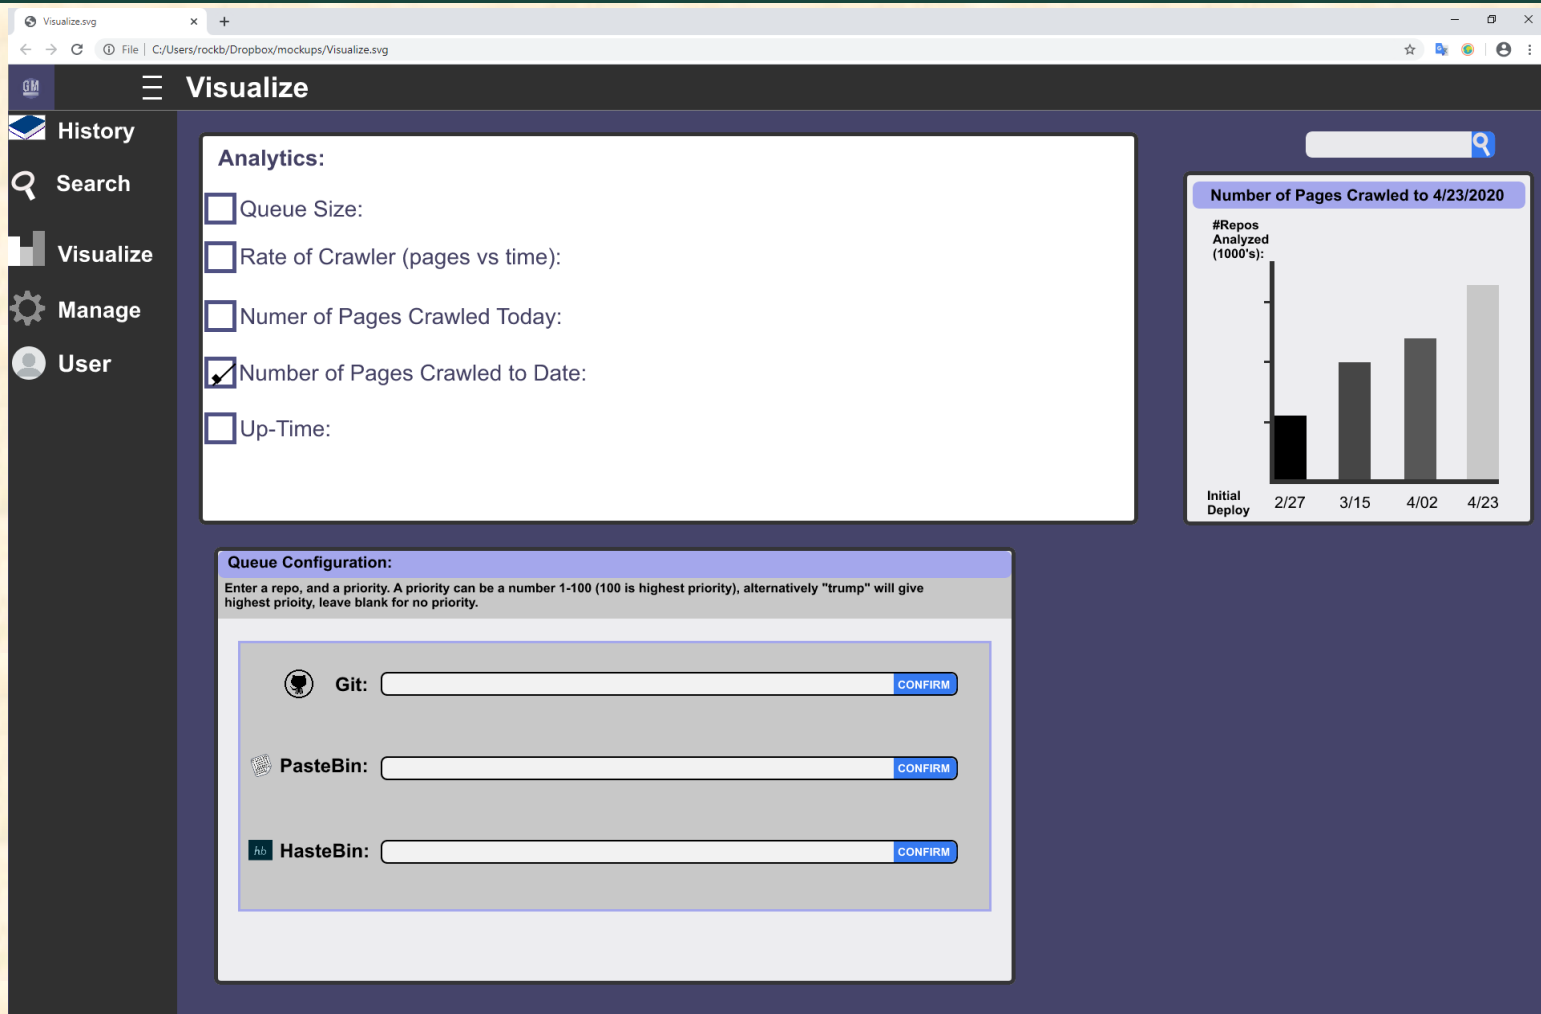 Visualize.svg
File
C:/Users/rockb/Dropbox/mockups/Visualize.svg
GM
Visualize
History
Search
Visualize
Manage
User
Analytics:
Queue Size:
Rate of Crawler (pages vs time):
Numer of Pages Crawled Today:
Number of Pages Crawled to Date:
Up-Time:
Number of Pages Crawled to 4/23/2020
#Repos
Analyzed
(1000's):
Initial
Deploy
2/27
3/15
4/02
4/23
Queue Configuration:
Enter a repo, and a priority. A priority can be a number 1-100 (100 is highest priority), alternatively "trump" will give
highest prioity, leave blank for no priority.
Git:
CONFIRM
PasteBin:
CONFIRM
hb
HasteBin:
CONFIRM